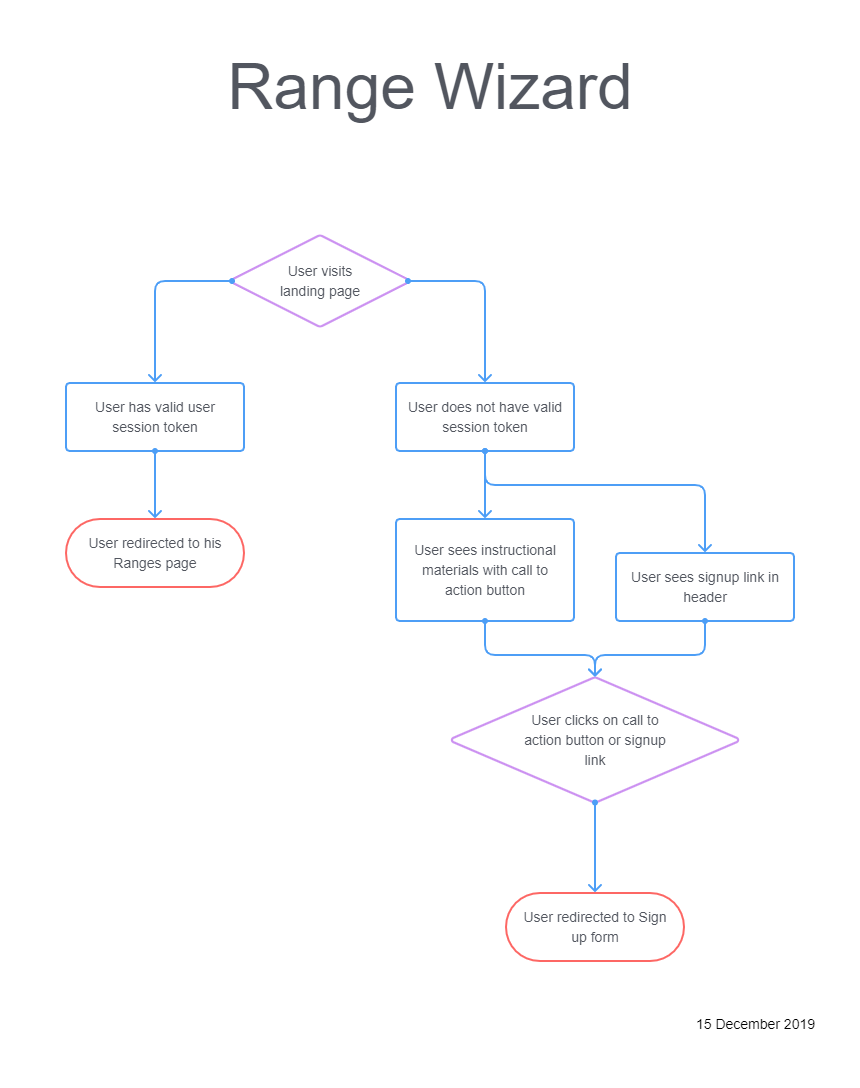 Range Wizard
User visits
landing page
User has valid user
session token
User does not have valid
session token
User redirected to his
Ranges page
User sees instructional
materials with call to
action button
User sees signup link in
header
User clicks on call to
action button or signup
link
User redirected to Sign
up form
15 December 2019